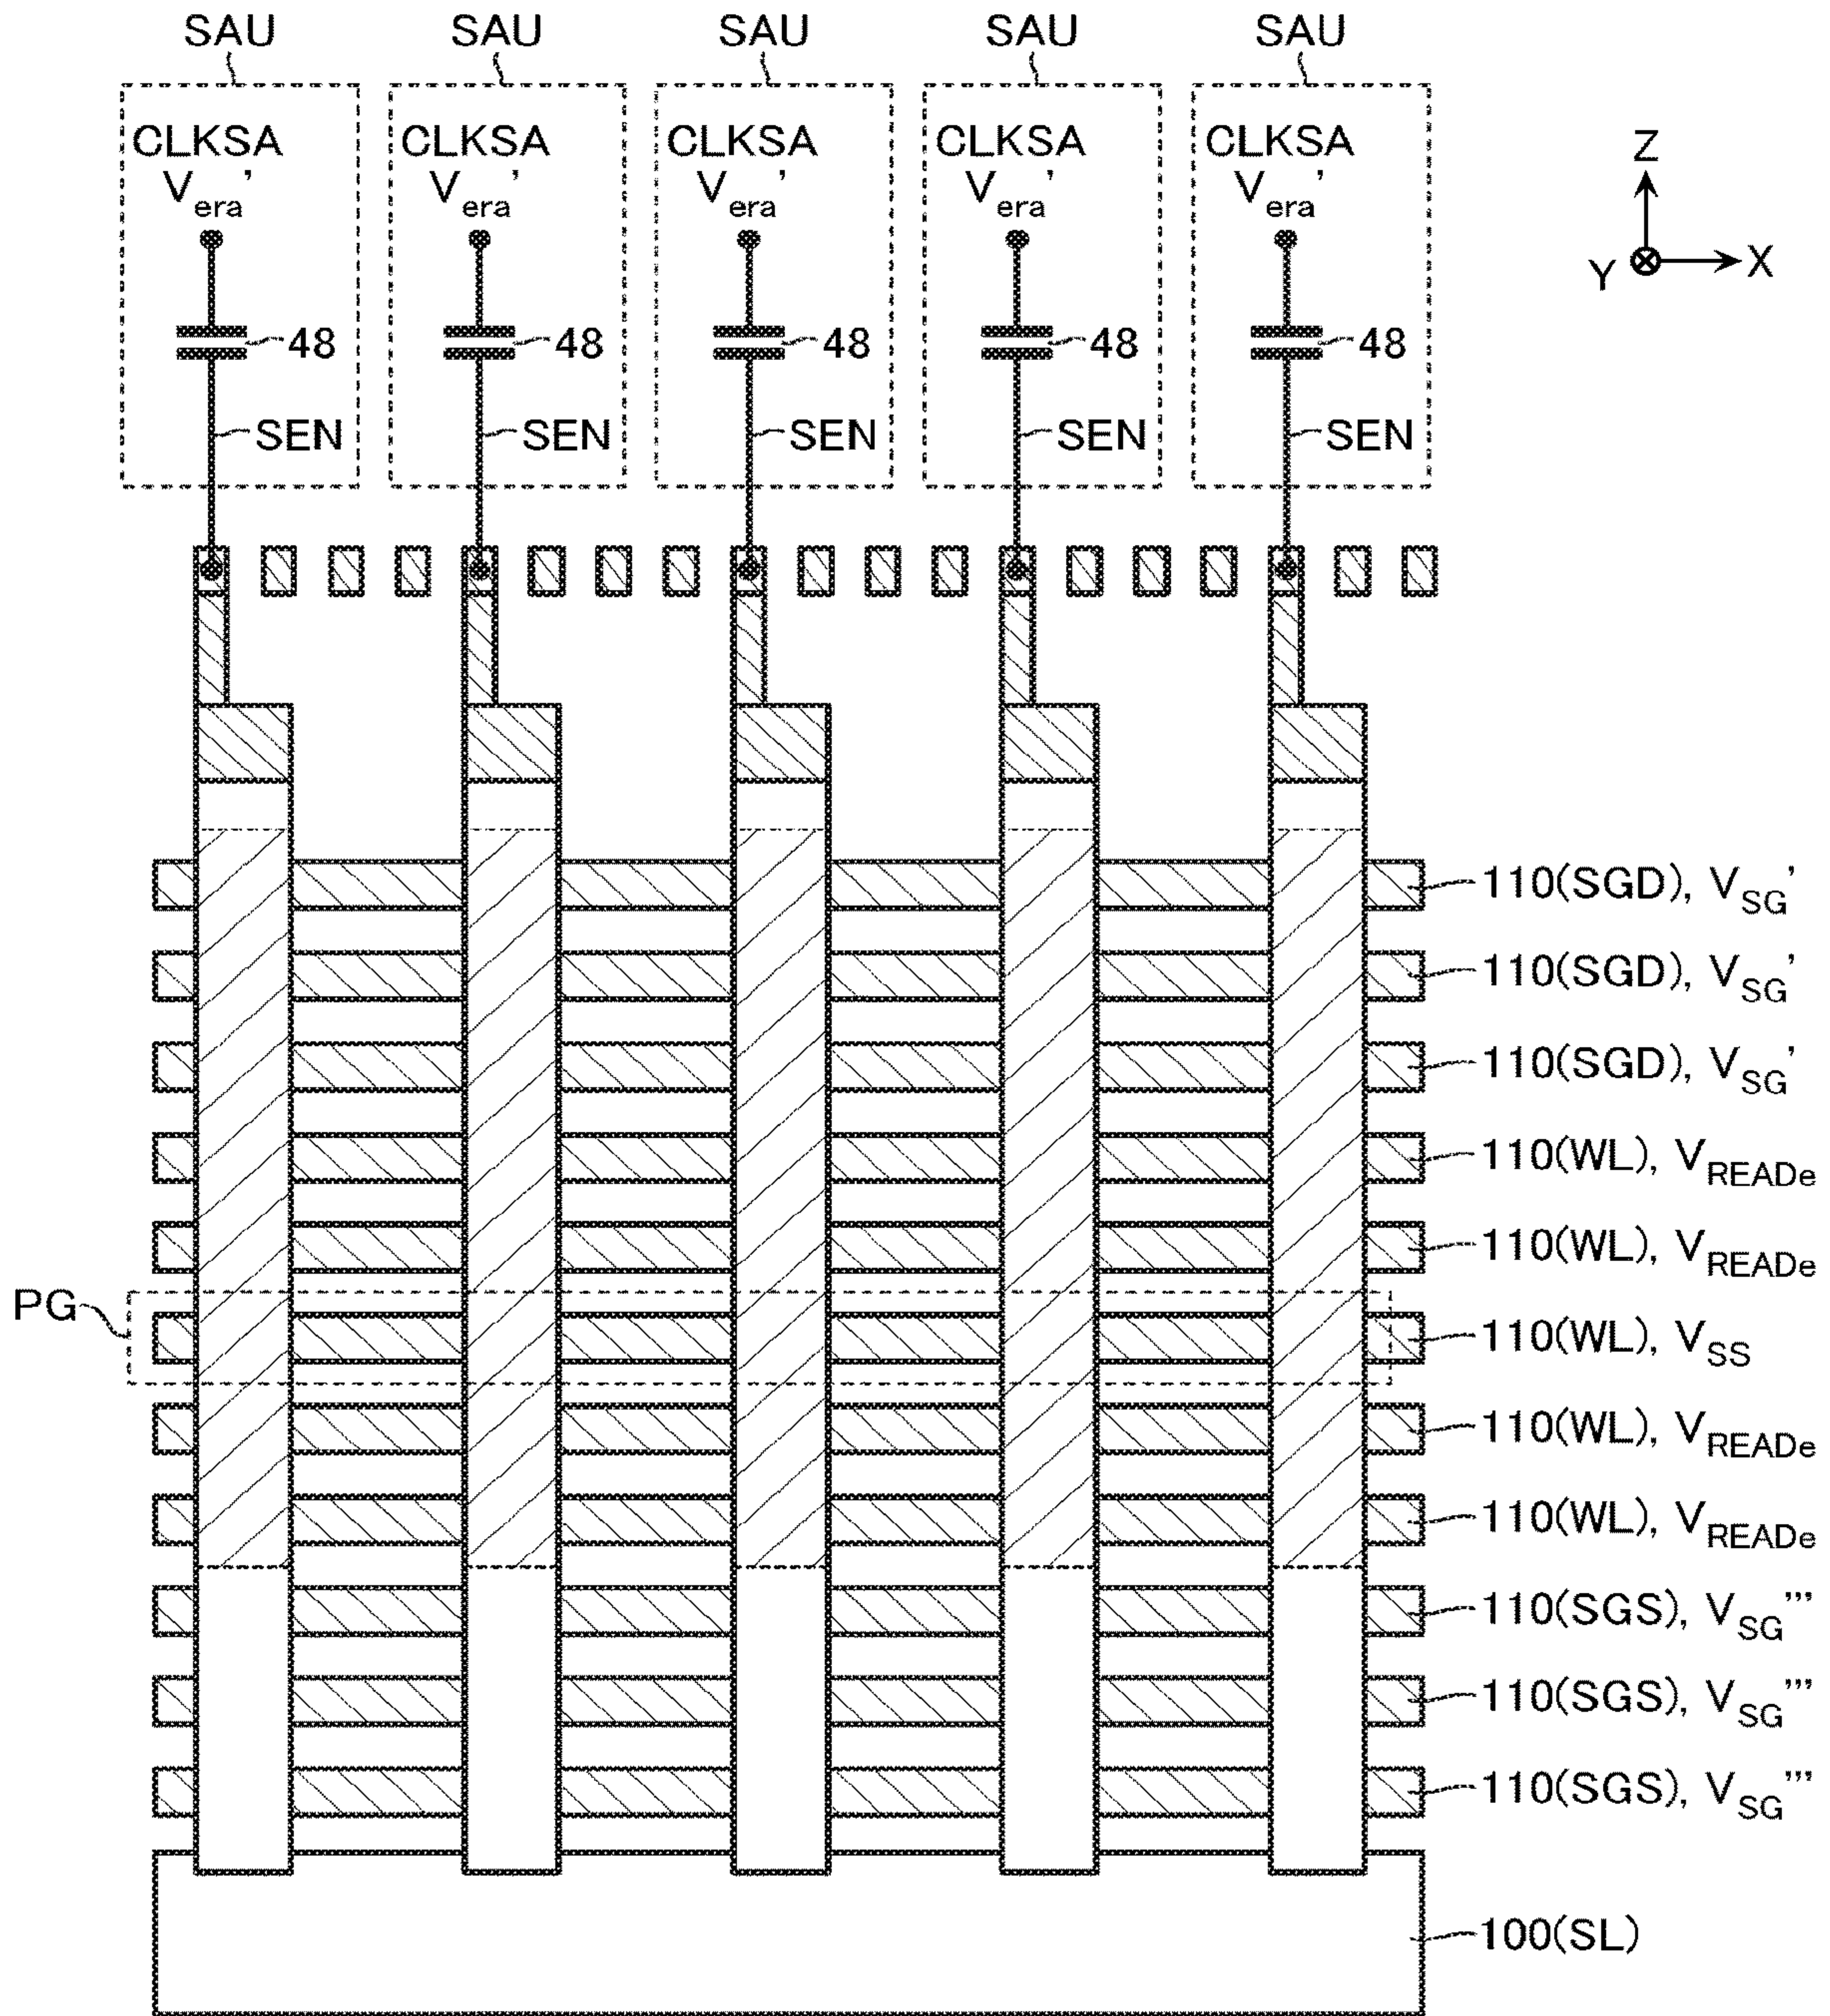 SAU SAU SAU SAU SAU
CLKSA CLKSA CLKSA CLKSA CLKSA
Vera' Vera' Vera' Vera' Vera'
Z
Y X
48 48 48 48 48
SEN SEN SEN SEN SEN
110(SGD), VSG'
110(SGD), VSG'
110(SGD), VSG'
110(WL), VREADe
110(WL), VREADe
PG
110(WL), VSS
110(WL), VREADe
110(WL), VREADe
110(SGS), VSG'''
110(SGS), VSG'''
110(SGS), VSG'''
100(SL)